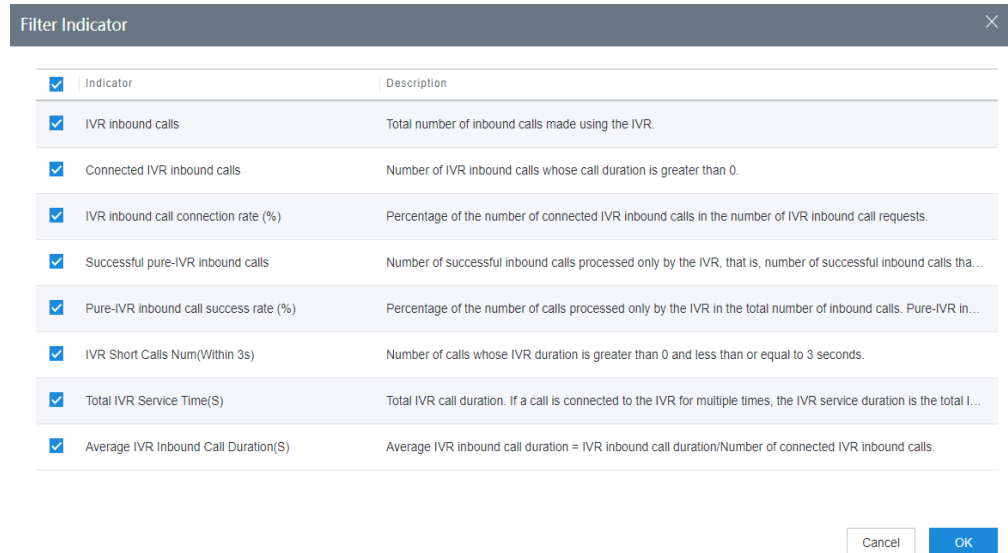 Filter Indicator
Indicator Description
IVR inbound calls Total number of inbound calls made using the IVR.
Connected IVR inbound calls Number of IVR inbound calls whose call duration is greater than 0.
IVR inbound call connection rate (%) Percentage of the number of connected IVR inbound calls in the number of IVR inbound call requests.
Successful pure-IVR inbound calls Number of successful inbound calls processed only by the IVR, that is, number of successful inbound calls tha...
Pure-IVR inbound call success rate (%) Percentage of the number of calls processed only by the IVR in the total number of inbound calls. Pure-IVR in...
IVR Short Calls Num(Within 3s) Number of calls whose IVR duration is greater than 0 and less than or equal to 3 seconds.
Total IVR Service Time(S) Total IVR call duration. If a call is connected to the IVR for multiple times, the IVR service duration is the total I...
Average IVR Inbound Call Duration(S) Average IVR inbound call duration = IVR inbound call duration/Number of connected IVR inbound calls.
Cancel OK